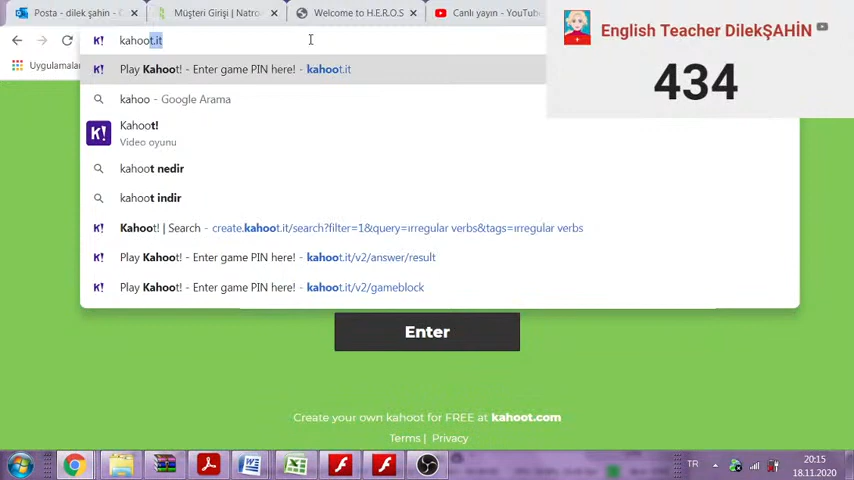 Posta - dilek şahin - 
Müşteri Girişi | Natro
Welcome to H.E.R.O.S
Canlı yayın - YouTub
kahoot.it
Uygulamalar
English Teacher DilekŞAHİN
434
Play Kahoot! - Enter game PIN here! - kahoot.it
kahoo - Google Arama
Kahoot!
Video oyunu
kahoot nedir
kahoot indir
Kahoot! | Search - create.kahoot.it/search?filter=1&query=ırregular verbs&tags=ırregular verbs
Play Kahoot! - Enter game PIN here! - kahoot.it/v2/answer/result
Play Kahoot! - Enter game PIN here! - kahoot.it/v2/gameblock
Enter
Create your own kahoot for FREE at kahoot.com
Terms | Privacy
TR
20:15
18.11.2020